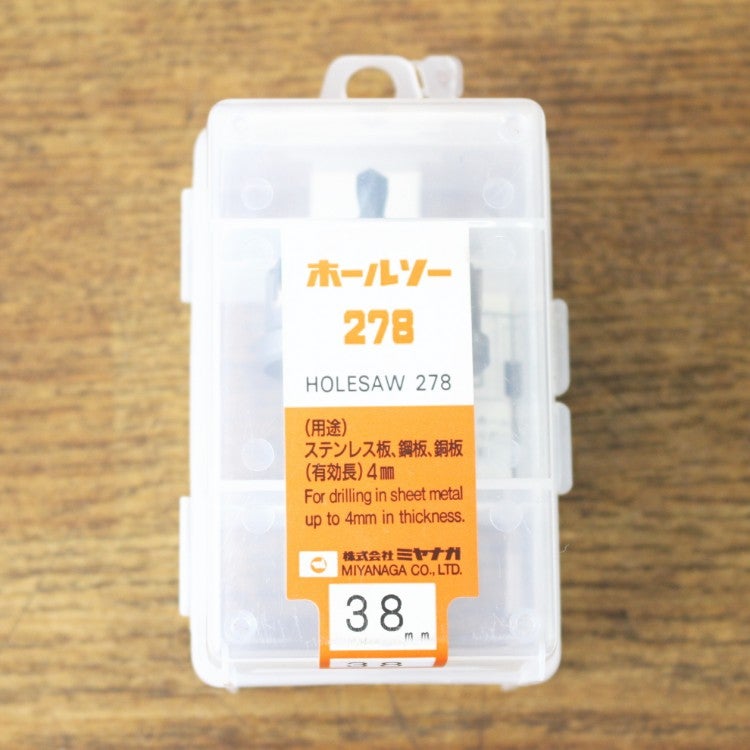 ホールソー
278
HOLESAW 278
(用途)
ステンレス板、鋼板、銅板
(有効長)4㎜
For drilling in sheet metal
up to 4mm in thickness.
株式会社 ミヤナガ
MIYANAGA CO., LTD.
38mm
38